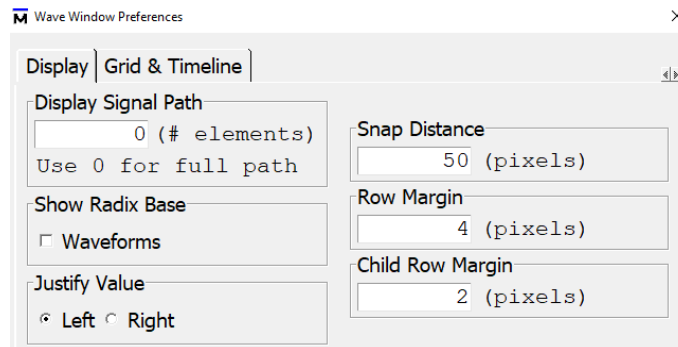 Wave Window Preferences
Display Grid & Timeline
Display Signal Path
0 (# elements)
Use 0 for full path
Show Radix Base
Waveforms
Justify Value
Left Right
Snap Distance
50 (pixels)
Row Margin
4 (pixels)
Child Row Margin
2 (pixels)